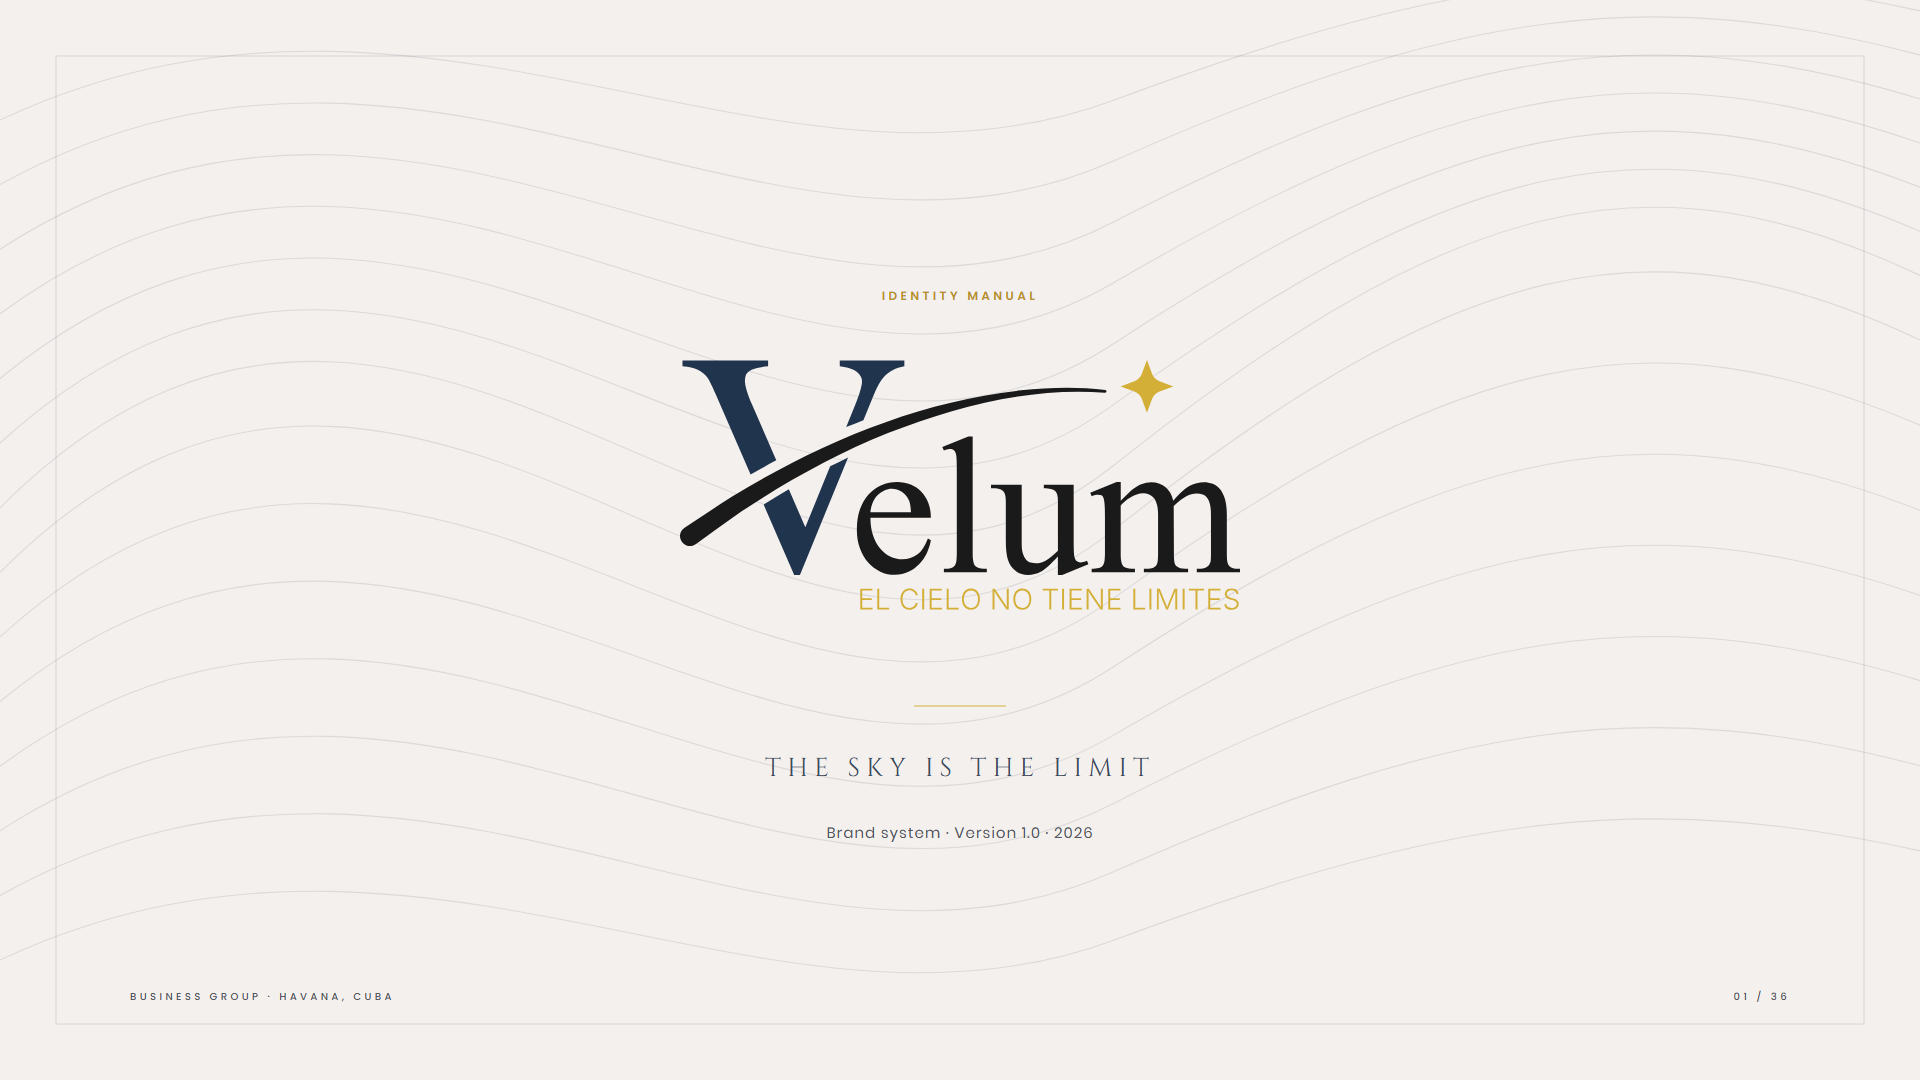 IDENTITY MANUAL
Velum
EL CIELO NO TIENE LIMITES
THE SKY IS THE LIMIT
Brand system · Version 1.0 · 2026
BUSINESS GROUP · HAVANA, CUBA
01 / 36